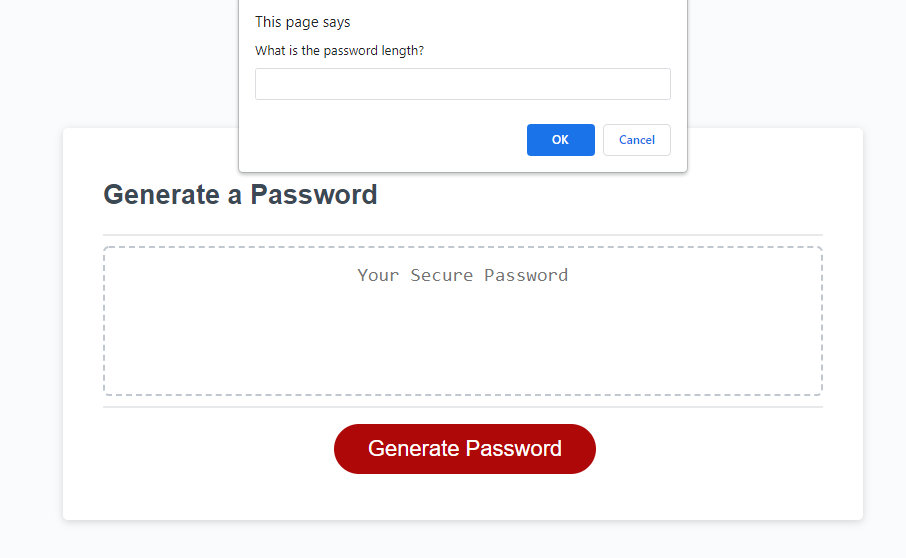 This page says
What is the password length?
OK
Cancel
Generate a Password
Your Secure Password
Generate Password